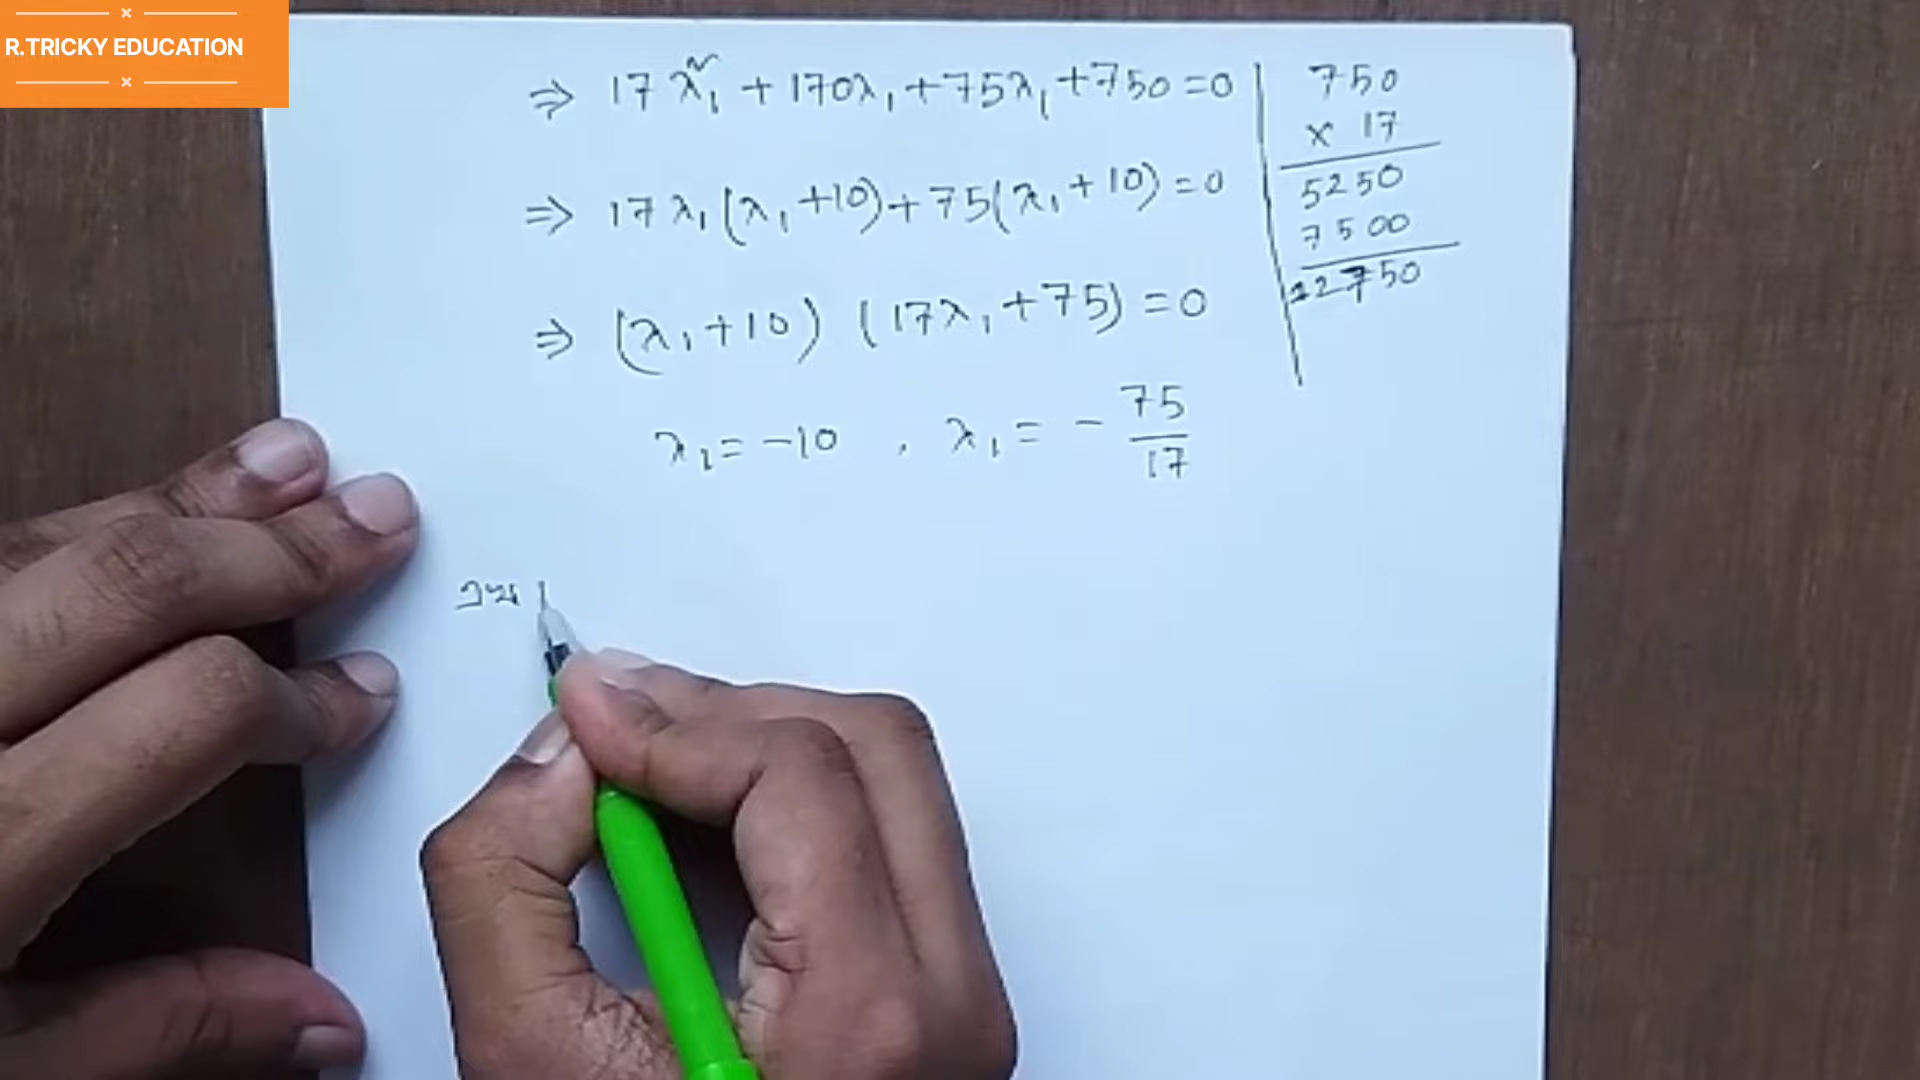 R.TRICKY EDUCATION
⇒ 17λ₁² + 170λ₁ + 75λ₁ + 750 = 0
⇒ 17λ₁(λ₁ + 10) + 75(λ₁ + 10) = 0
⇒ (λ₁ + 10) (17λ₁ + 75) = 0
λ₁ = -10 , λ₁ = - 75/17
750
× 17
5250
7500
12750